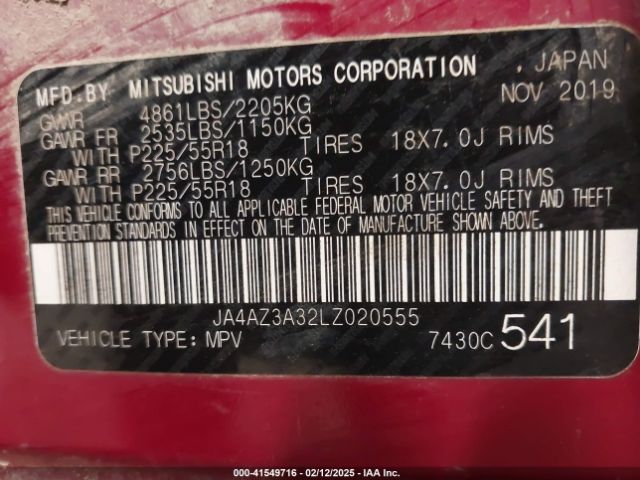 MFD.BY MITSUBISHI MOTORS CORPORATION . JAPAN
GVWR 4861LBS/2205KG NOV 2019
GAWR FR 2535LBS/1150KG
WITH P225/55R18 TIRES 18X7.0J RIMS
GAWR RR 2756LBS/1250KG
WITH P225/55R18 TIRES 18X7.0J RIMS
THIS VEHICLE CONFORMS TO ALL APPLICABLE FEDERAL MOTOR VEHICLE SAFETY AND THEFT
PREVENTION STANDARDS IN EFFECT ON THE DATE OF MANUFACTURE SHOWN ABOVE.
JA4AZ3A32LZ020555
VEHICLE TYPE: MPV 7430C 541
000-41549716 - 02/12/2025 - IAA Inc.